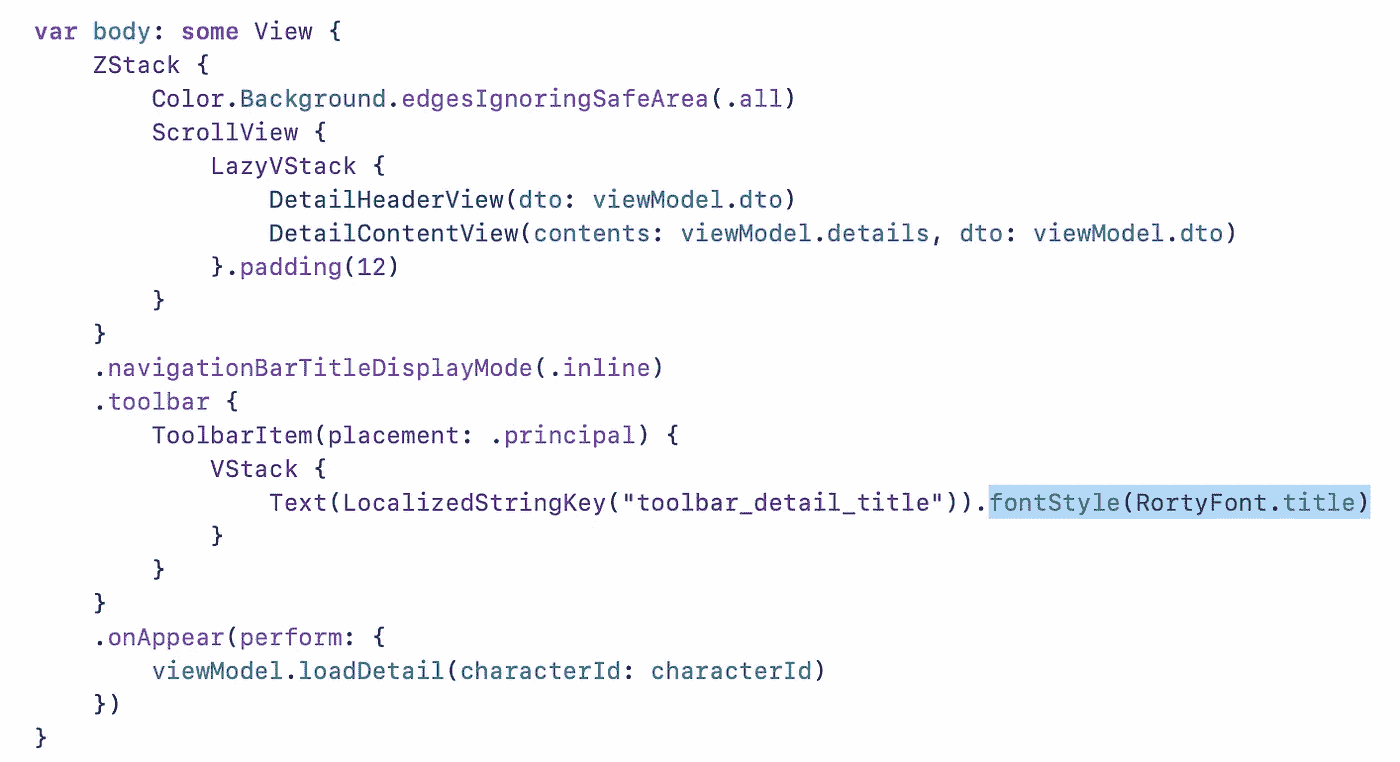 var body: some View {
    ZStack {
        Color.Background.edgesIgnoringSafeArea(.all)
        ScrollView {
            LazyVStack {
                DetailHeaderView(dto: viewModel.dto)
                DetailContentView(contents: viewModel.details, dto: viewModel.dto)
            }.padding(12)
        }
    }
    .navigationBarTitleDisplayMode(.inline)
    .toolbar {
        ToolbarItem(placement: .principal) {
            VStack {
                Text(LocalizedStringKey("toolbar_detail_title")).fontStyle(RortyFont.title)
            }
        }
    }
    .onAppear(perform: {
        viewModel.loadDetail(characterId: characterId)
    })
}